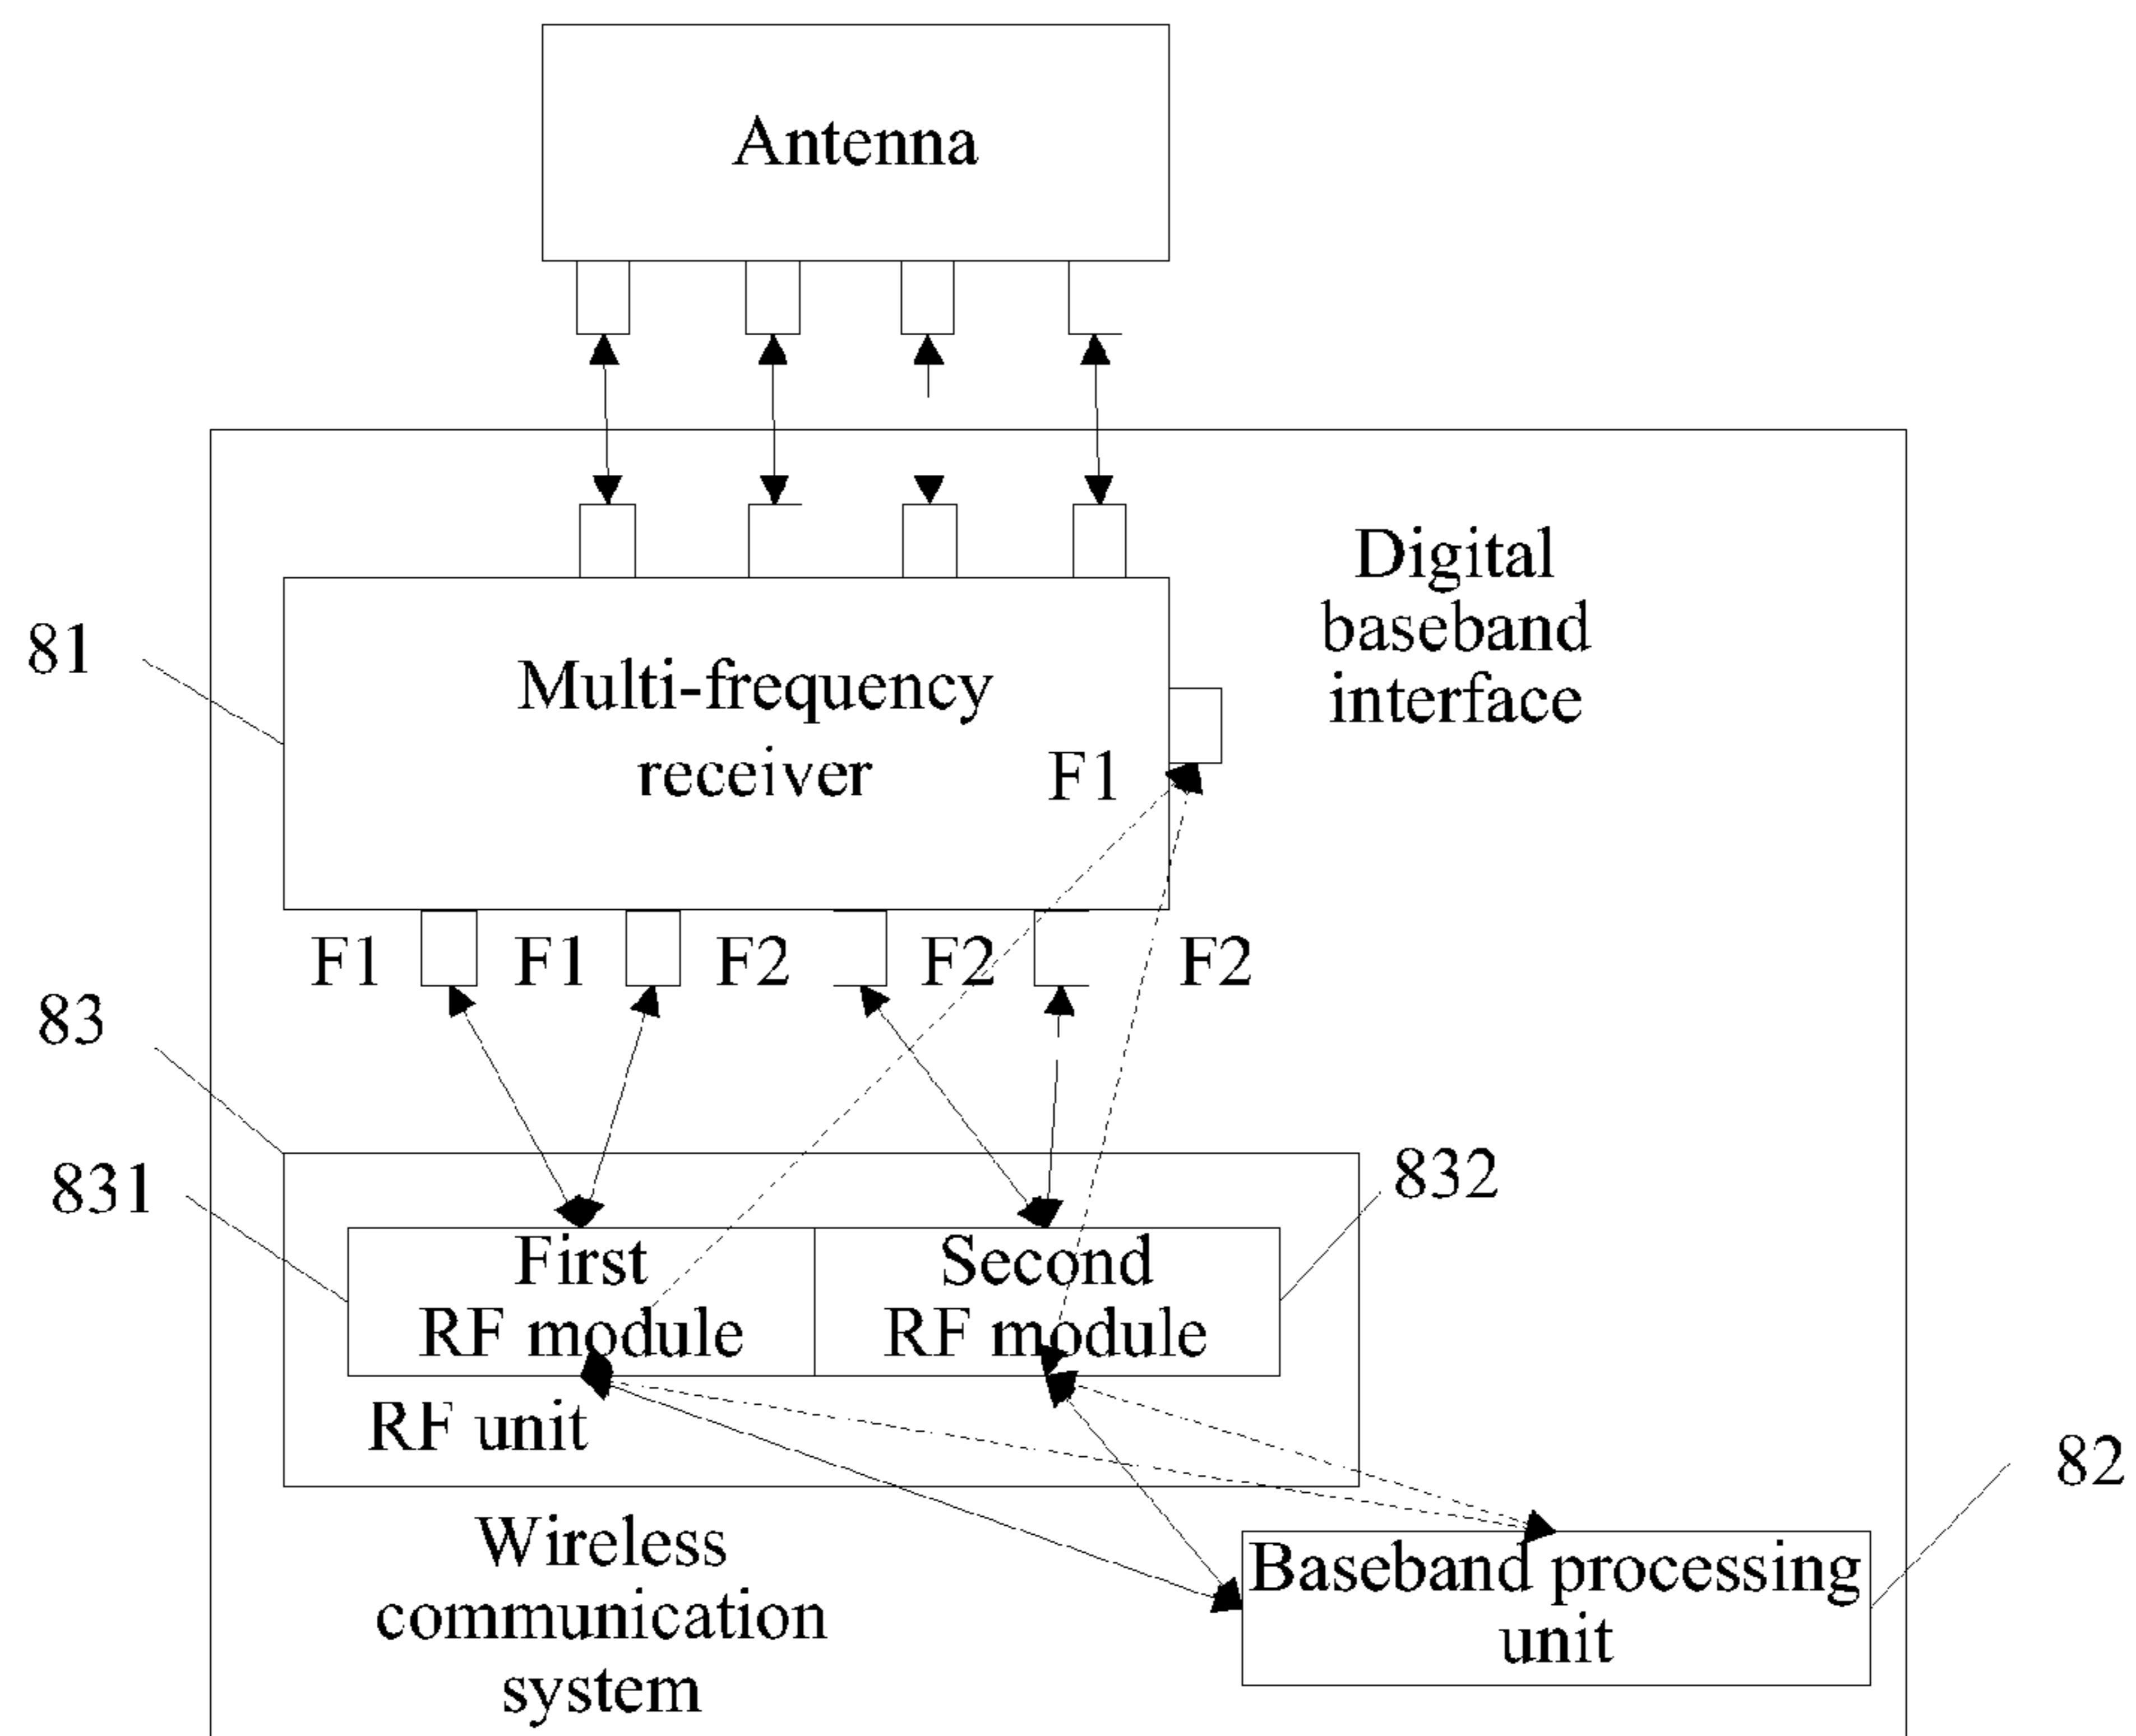 Antenna
Digital
baseband
interface
81
Multi-frequency
receiver
F1
F1 F1 F2 F2 F2
83
831
832
First
RF module
Second
RF module
RF unit
82
Wireless
communication
system
Baseband processing
unit